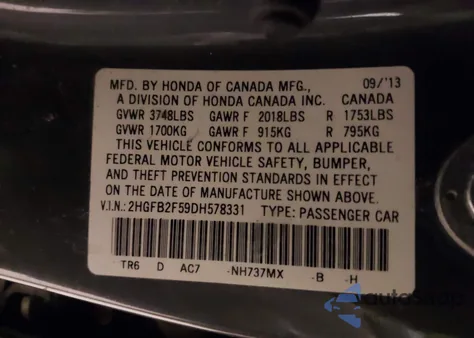 MFD. BY HONDA OF CANADA MFG., 09/'13
A DIVISION OF HONDA CANADA INC. CANADA
GVWR 3748LBS GAWR F 2018LBS R 1753LBS
GVWR 1700KG GAWR F 915KG R 795KG
THIS VEHICLE CONFORMS TO ALL APPLICABLE
FEDERAL MOTOR VEHICLE SAFETY, BUMPER,
AND THEFT PREVENTION STANDARDS IN EFFECT
ON THE DATE OF MANUFACTURE SHOWN ABOVE.
V.I.N.: 2HGFB2F59DH578331 TYPE: PASSENGER CAR
TR6 D AC7 -NH737MX -B -H